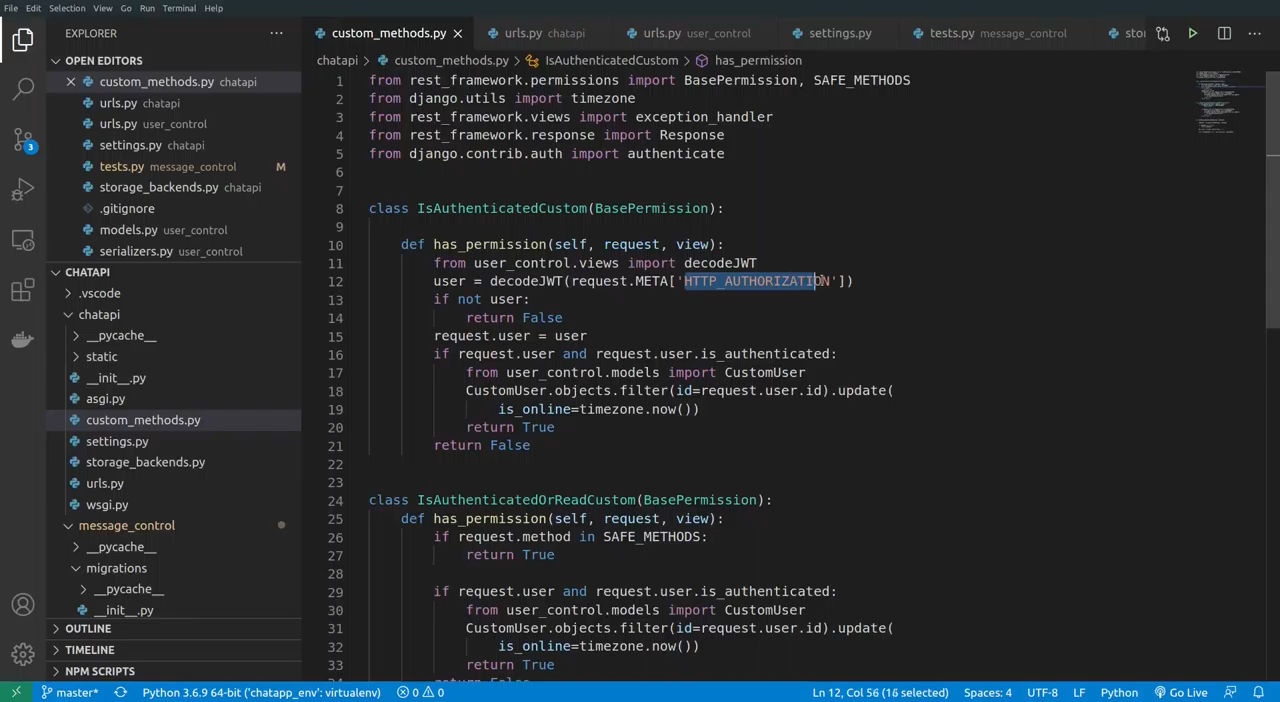 File Edit Selection View Go Run Terminal Help
EXPLORER
OPEN EDITORS
custom_methods.py chatapi
urls.py chatapi
urls.py user_control
settings.py chatapi
tests.py message_control M
storage_backends.py chatapi
.gitignore
models.py user_control
serializers.py user_control
CHATAPI
.vscode
chatapi
__pycache__
static
__init__.py
asgi.py
custom_methods.py
settings.py
storage_backends.py
urls.py
wsgi.py
message_control
__pycache__
migrations
__pycache__
__init__.py
OUTLINE
TIMELINE
NPM SCRIPTS
3
custom_methods.py urls.py chatapi urls.py user_control settings.py tests.py message_control stor
chatapi > custom_methods.py > IsAuthenticatedCustom > has_permission
1 from rest_framework.permissions import BasePermission, SAFE_METHODS
2 from django.utils import timezone
3 from rest_framework.views import exception_handler
4 from rest_framework.response import Response
5 from django.contrib.auth import authenticate
6
7
8 class IsAuthenticatedCustom(BasePermission):
9
10 def has_permission(self, request, view):
11 from user_control.views import decodeJWT
12 user = decodeJWT(request.META['HTTP_AUTHORIZATION'])
13 if not user:
14 return False
15 request.user = user
16 if request.user and request.user.is_authenticated:
17 from user_control.models import CustomUser
18 CustomUser.objects.filter(id=request.user.id).update(
19 is_online=timezone.now())
20 return True
21 return False
22
23
24 class IsAuthenticatedOrReadCustom(BasePermission):
25 def has_permission(self, request, view):
26 if request.method in SAFE_METHODS:
27 return True
28
29 if request.user and request.user.is_authenticated:
30 from user_control.models import CustomUser
31 CustomUser.objects.filter(id=request.user.id).update(
32 is_online=timezone.now())
33 return True
master* Python 3.6.9 64-bit ('chatapp_env': virtualenv) 0 0 Ln 12, Col 56 (16 selected) Spaces: 4 UTF-8 LF Python Go Live